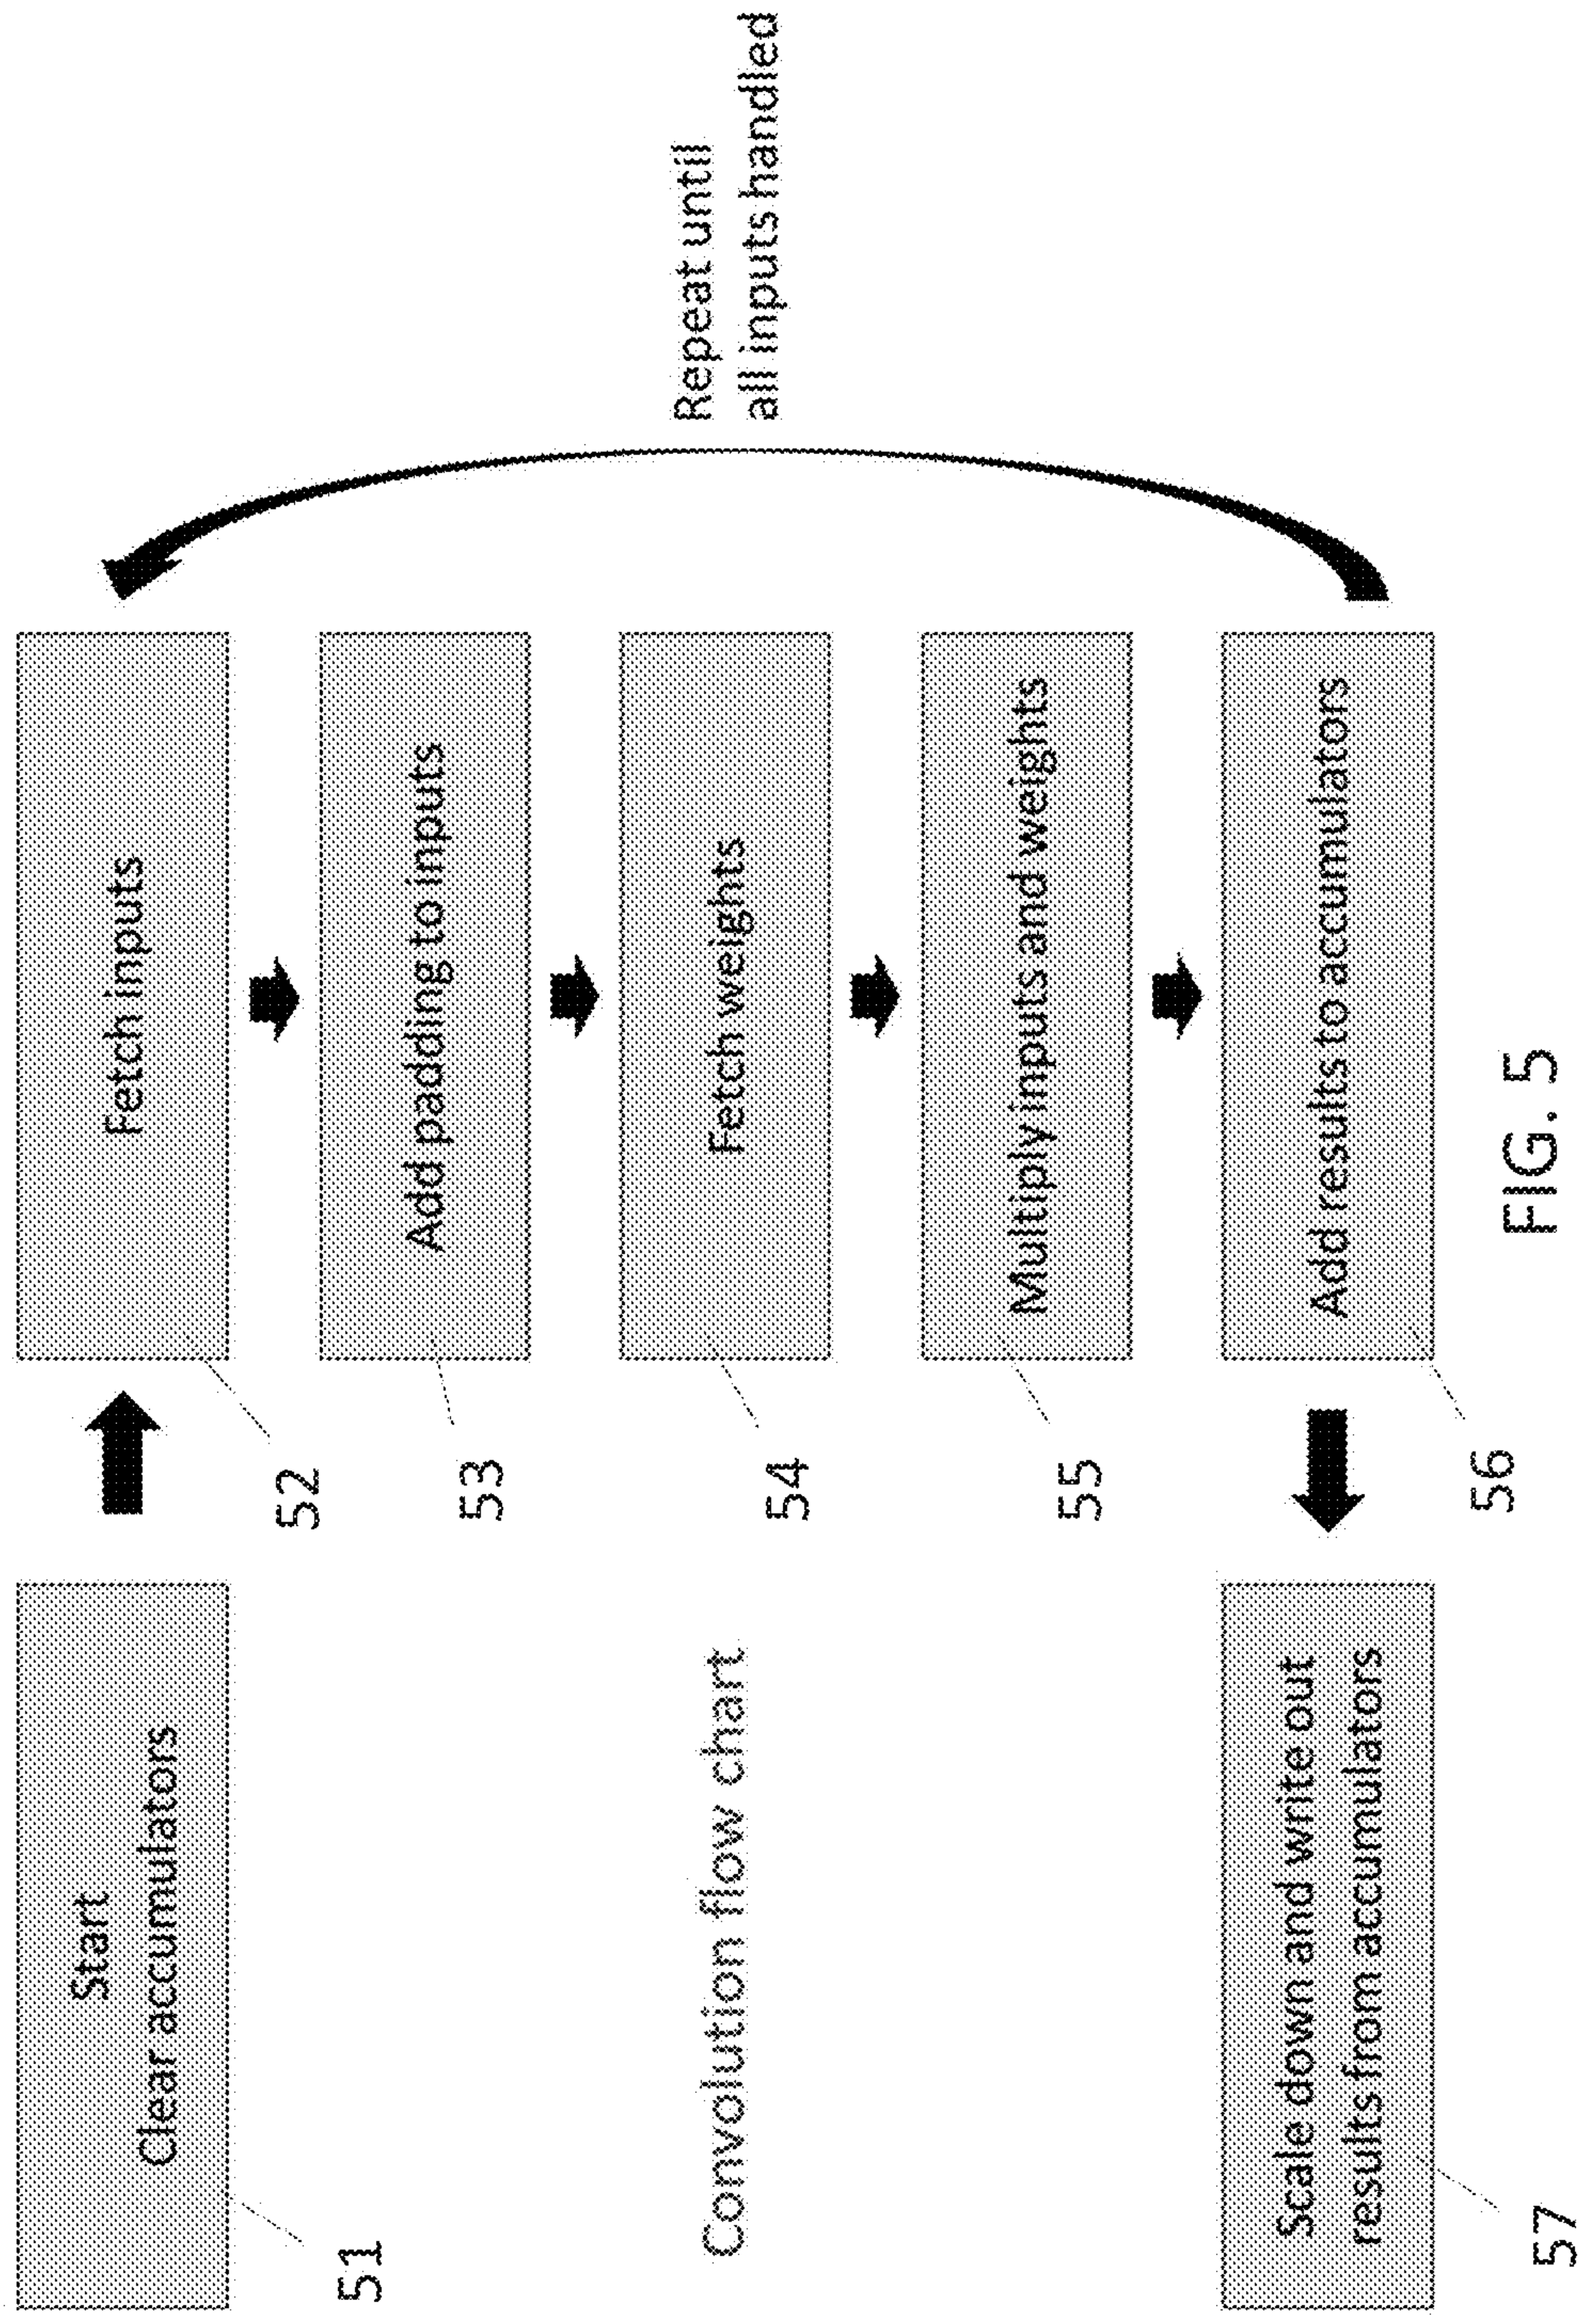 Start
Clear accumulators
51
Fetch inputs
52
Add padding to inputs
53
Convolution flow chart
Fetch weights
54
Repeat until
all inputs handled
Multiply inputs and weights
55
Add results to accumulators
56
Scale down and write out
results from accumulators
57
FIG. 5